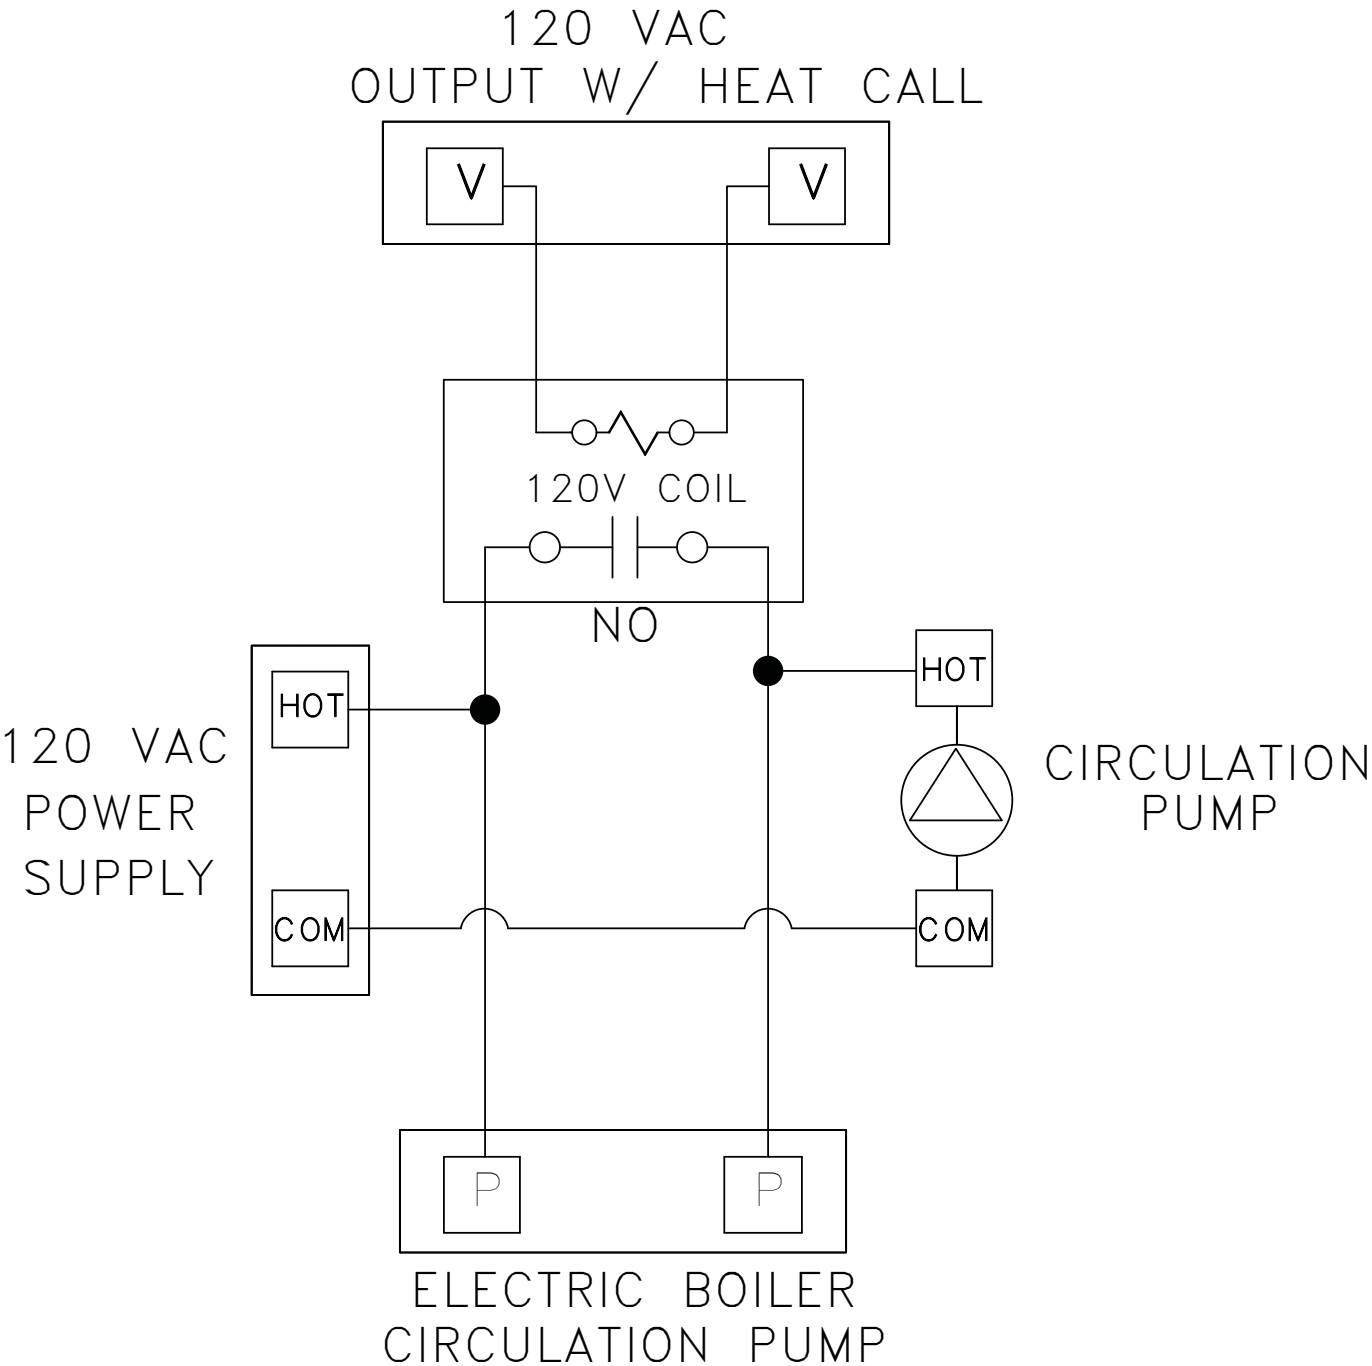 120 VAC
OUTPUT W/ HEAT CALL
V V
120V COIL
NO
HOT HOT
120 VAC
POWER
SUPPLY
CIRCULATION
PUMP
COM COM
P P
ELECTRIC BOILER
CIRCULATION PUMP